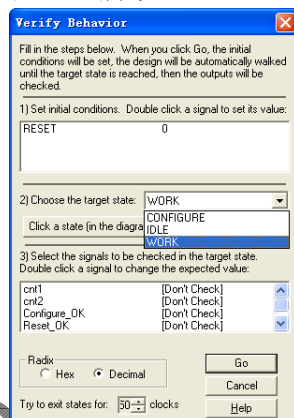 Verify Behavior
Fill in the steps below. When you click Go, the initial
conditions will be set, the design will be automatically walked
until the target state is reached, then the outputs will be
checked.
1) Set initial conditions. Double click a signal to set its value:
RESET 0
2) Choose the target state: WORK
CONFIGURE
Click a state (in the diagra IDLE
WORK
3) Select the signals to be checked in the target state.
Double click a signal to change the expected value:
cnt1 [Don't Check]
cnt2 [Don't Check]
Configure_OK [Don't Check]
Reset_OK [Don't Check]
Radix
Hex Decimal
Go
Cancel
Try to exit states for: 50 clocks
Help